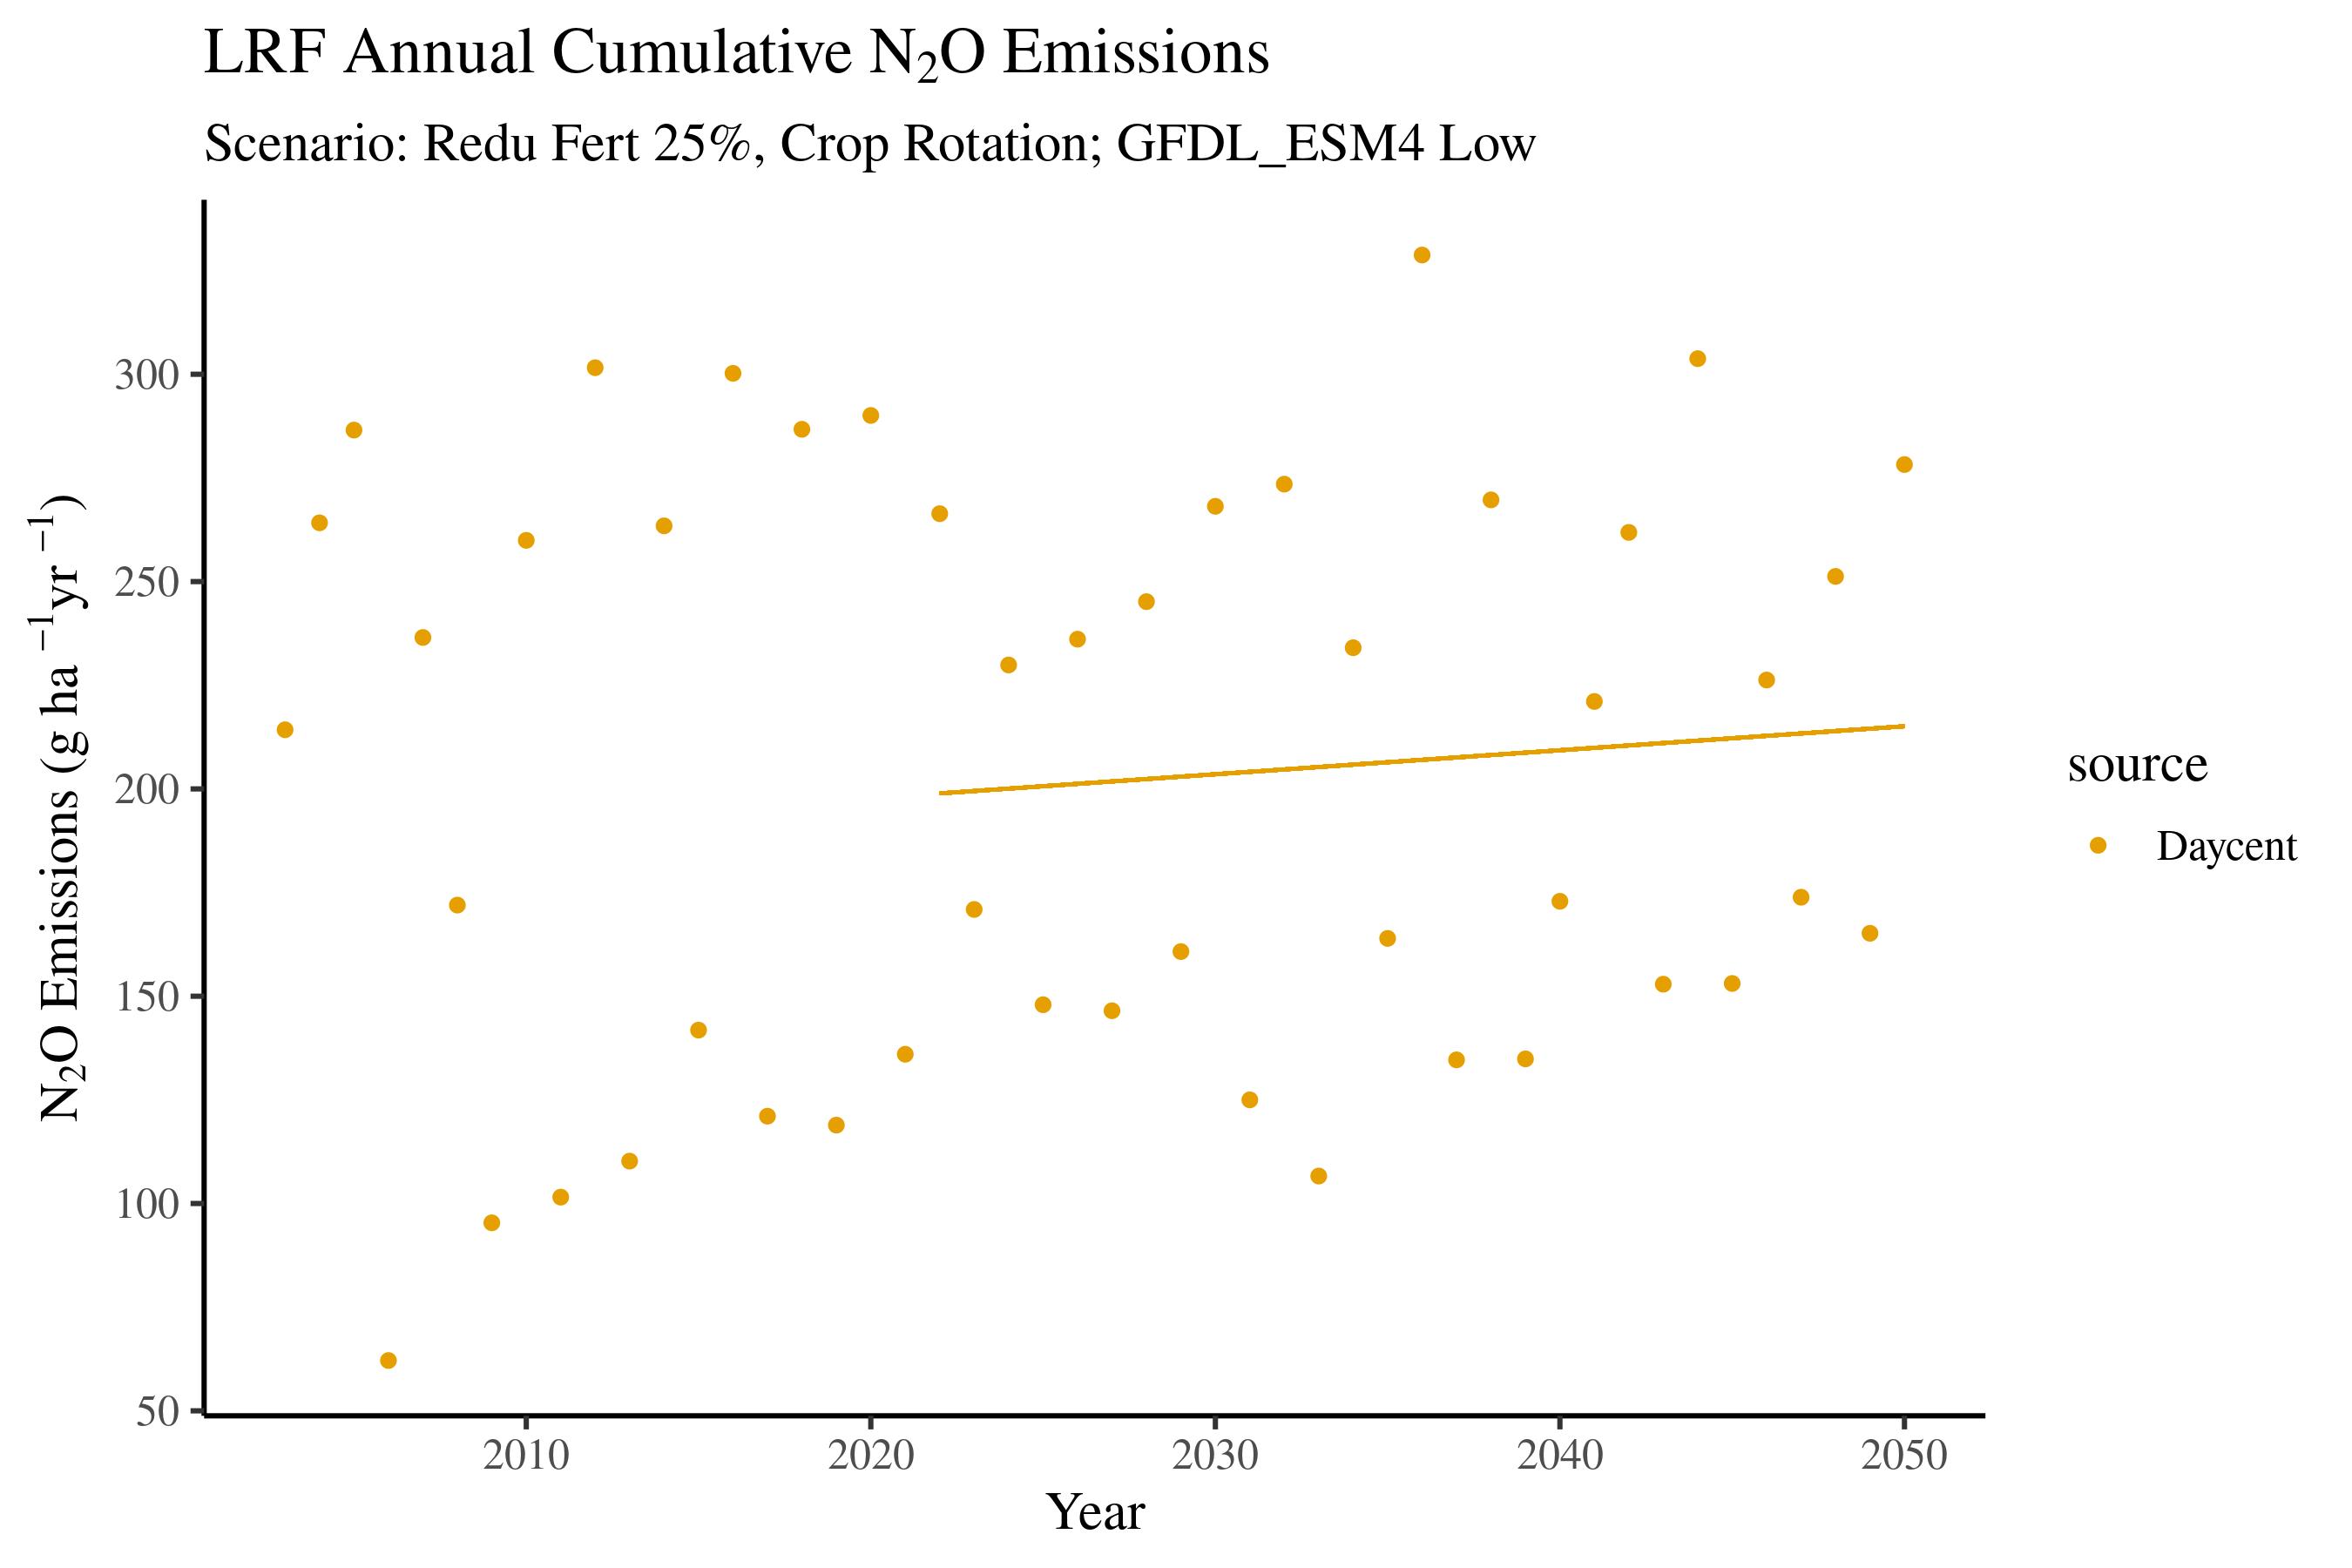 LRF Annual Cumulative N₂O Emissions
Scenario: Redu Fert 25%, Crop Rotation; GFDL_ESM4 Low
N₂O Emissions (g ha ⁻¹yr ⁻¹)
300
250
200
150
100
50
2010 2020 2030 2040 2050
Year
source
Daycent